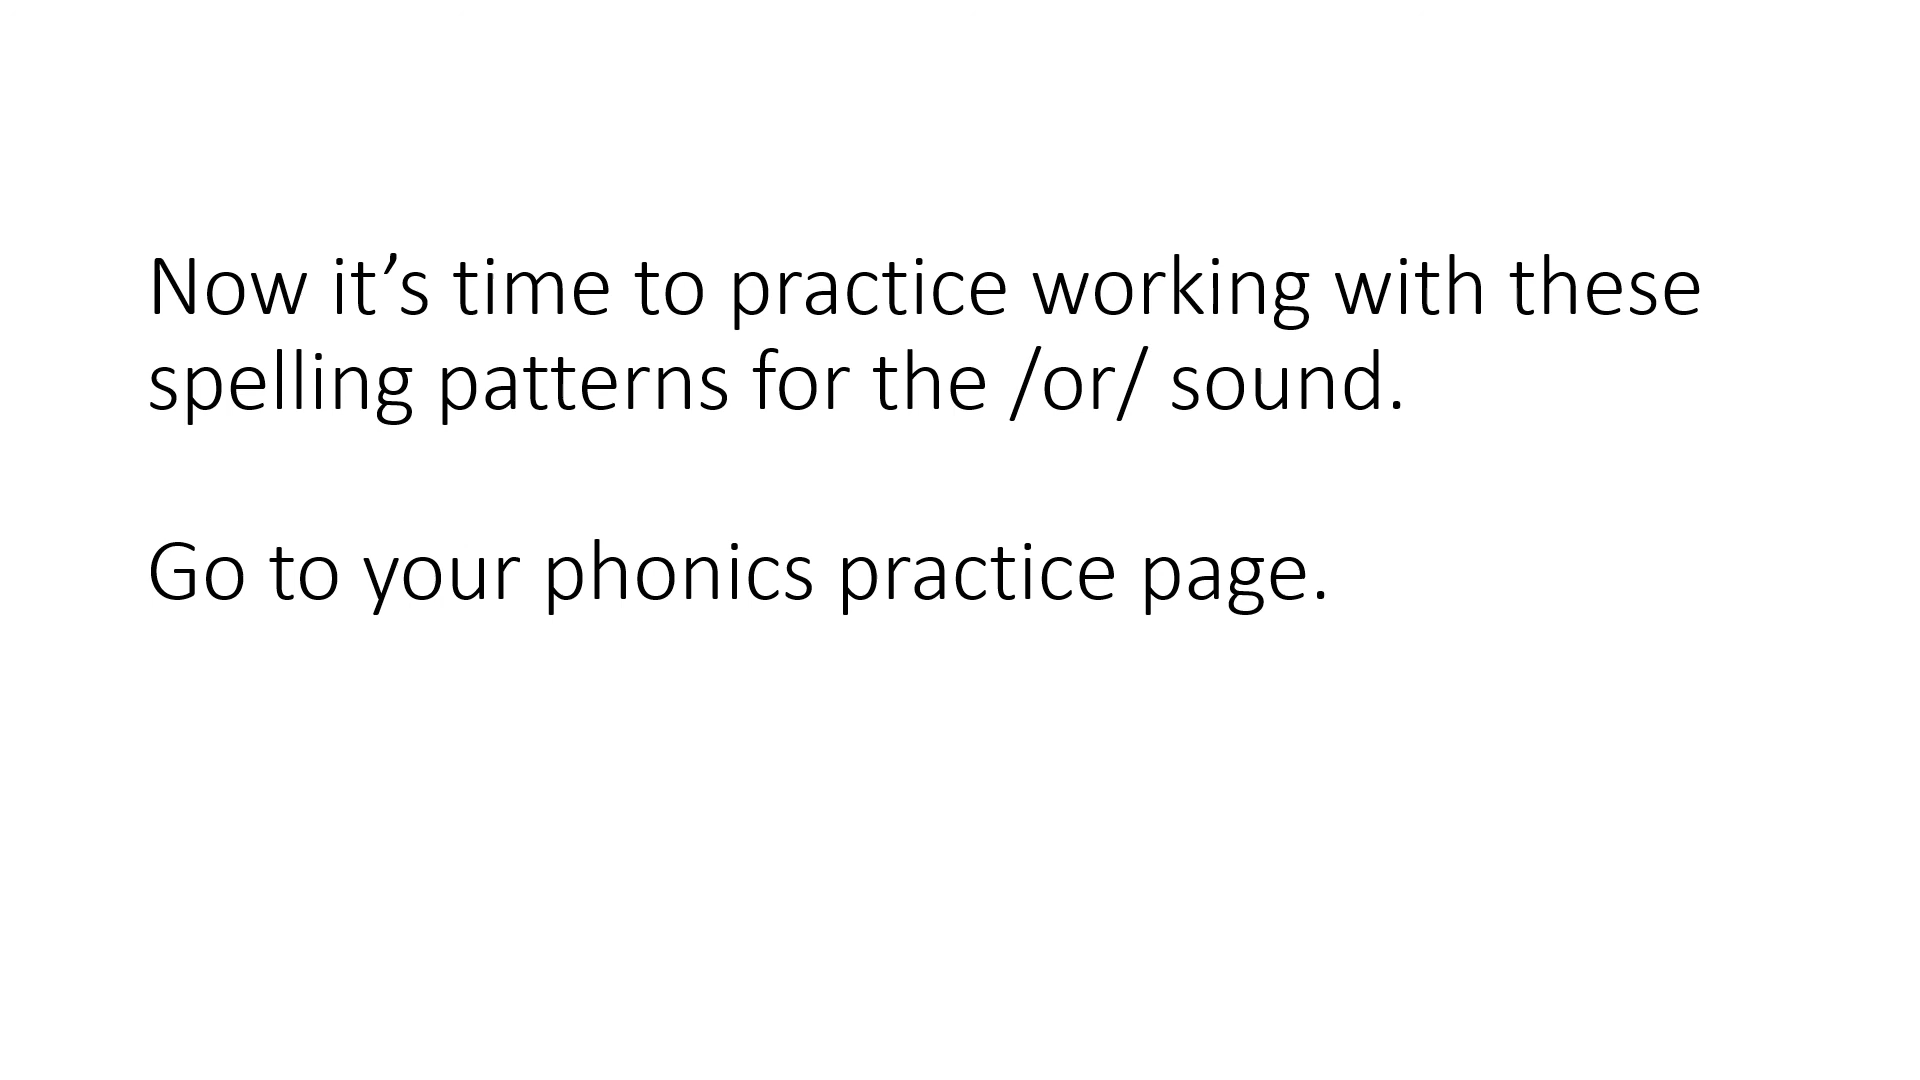 Now it’s time to practice working with these
spelling patterns for the /or/ sound.
Go to your phonics practice page.